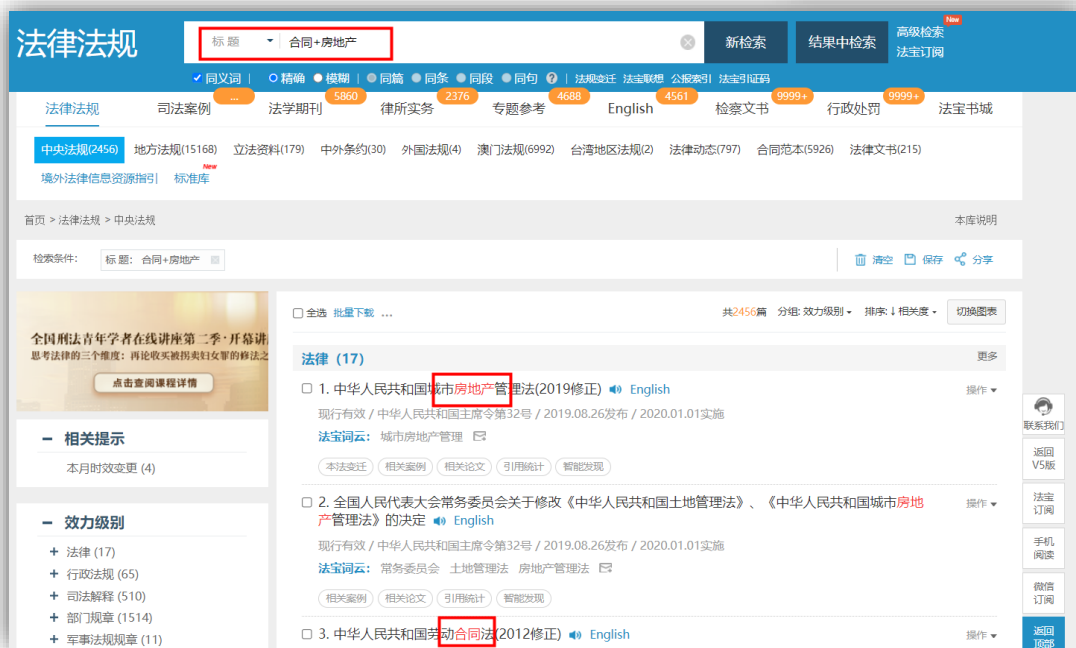 法律法规
标 题 合同+房地产
新检索
结果中检索
高级检索
New
法宝订阅
同义词 | 精确 模糊 | 同篇 同条 同段 同句 ? | 法规变迁 法宝联想 公报索引 法宝引证码
法律法规 司法案例 ... 法学期刊 5860 律所实务 2376 专题参考 4688 English 4561 检察文书 9999+ 行政处罚 9999+ 法宝书城
中央法规(2456) 地方法规(15168) 立法资料(179) 中外条约(30) 外国法规(4) 澳门法规(6992) 台湾地区法规(2) 法律动态(797) 合同范本(5926) 法律文书(215)
境外法律信息资源指引 标准库 New
首页 > 法律法规 > 中央法规
本库说明
检索条件: 标 题: 合同+房地产
清空 保存 分享
全国刑法青年学者在线讲座第二季·开幕讲
思考法律的三个维度：再论收买被拐卖妇女罪的修法之
点击查阅课程详情
相关提示
本月时效变更 (4)
效力级别
法律 (17)
行政法规 (65)
司法解释 (510)
部门规章 (1514)
军事法规规章 (11)
全选 批量下载 ...
共2456篇 分组: 效力级别 排序: 相关度 切换图表
法律（17）
更多
1. 中华人民共和国城市房地产管理法(2019修正) English
操作
现行有效 / 中华人民共和国主席令第32号 / 2019.08.26发布 / 2020.01.01实施
法宝词云： 城市房地产管理
本法变迁 相关案例 相关论文 引用统计 智能发现
2. 全国人民代表大会常务委员会关于修改《中华人民共和国土地管理法》、《中华人民共和国城市房地
产管理法》的决定 English
操作
现行有效 / 中华人民共和国主席令第32号 / 2019.08.26发布 / 2020.01.01实施
法宝词云： 常务委员会 土地管理法 房地产管理法
相关案例 相关论文 引用统计 智能发现
3. 中华人民共和国劳动合同法(2012修正) English
操作
联系我们
返回
V5版
法宝
订阅
手机
阅读
微信
订阅
返回
顶部